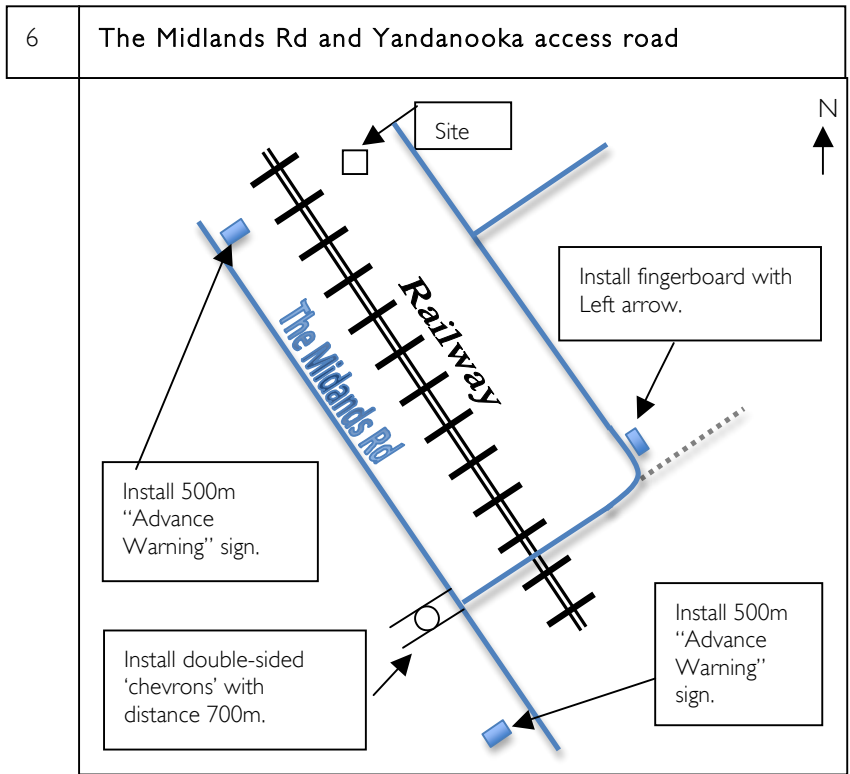 6
The Midlands Rd and Yandanooka access road
Site
N
Install fingerboard with
Left arrow.
Railway
The Midands Rd
Install 500m
“Advance
Warning” sign.
Install 500m
“Advance
Warning”
sign.
Install double-sided
‘chevrons’ with
distance 700m.